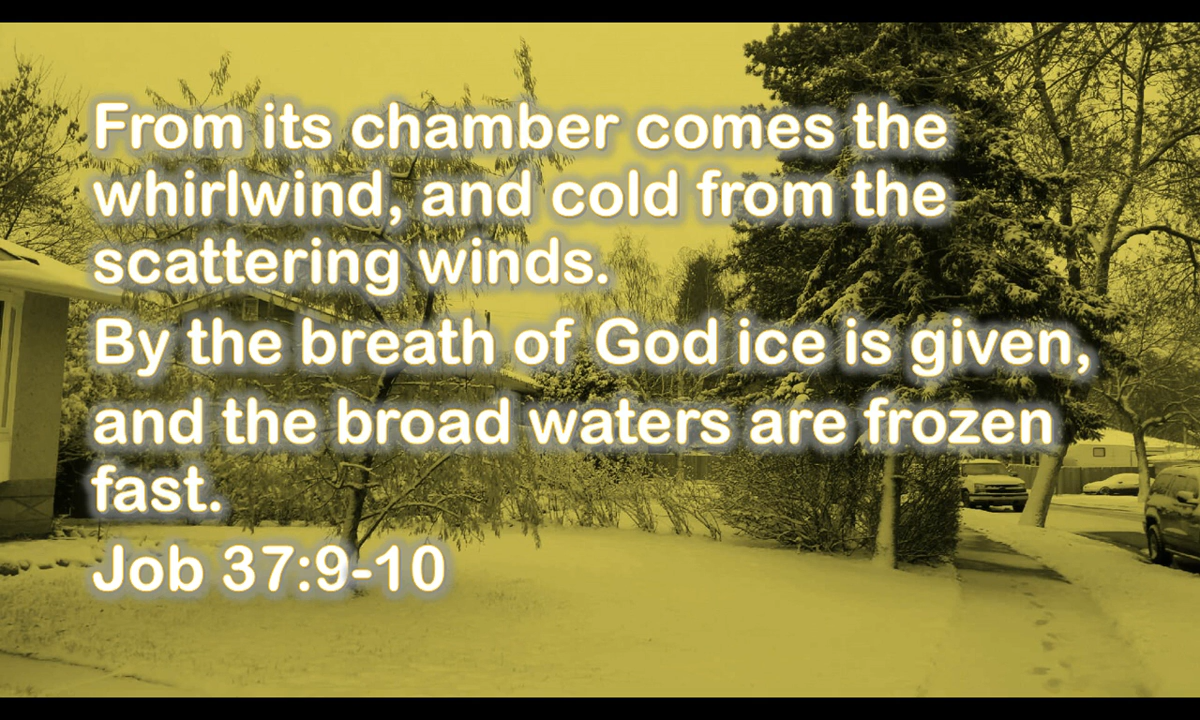 From its chamber comes the
whirlwind, and cold from the
scattering winds.
By the breath of God ice is given,
and the broad waters are frozen
fast.
Job 37:9-10